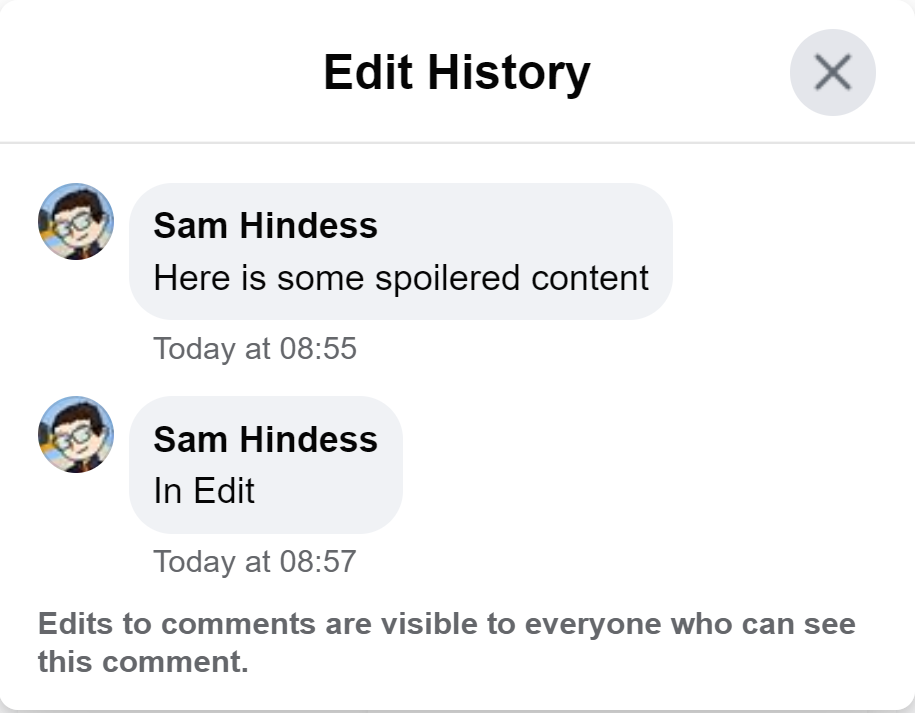 Edit History
Sam Hindess
Here is some spoilered content
Today at 08:55
Sam Hindess
In Edit
Today at 08:57
Edits to comments are visible to everyone who can see
this comment.